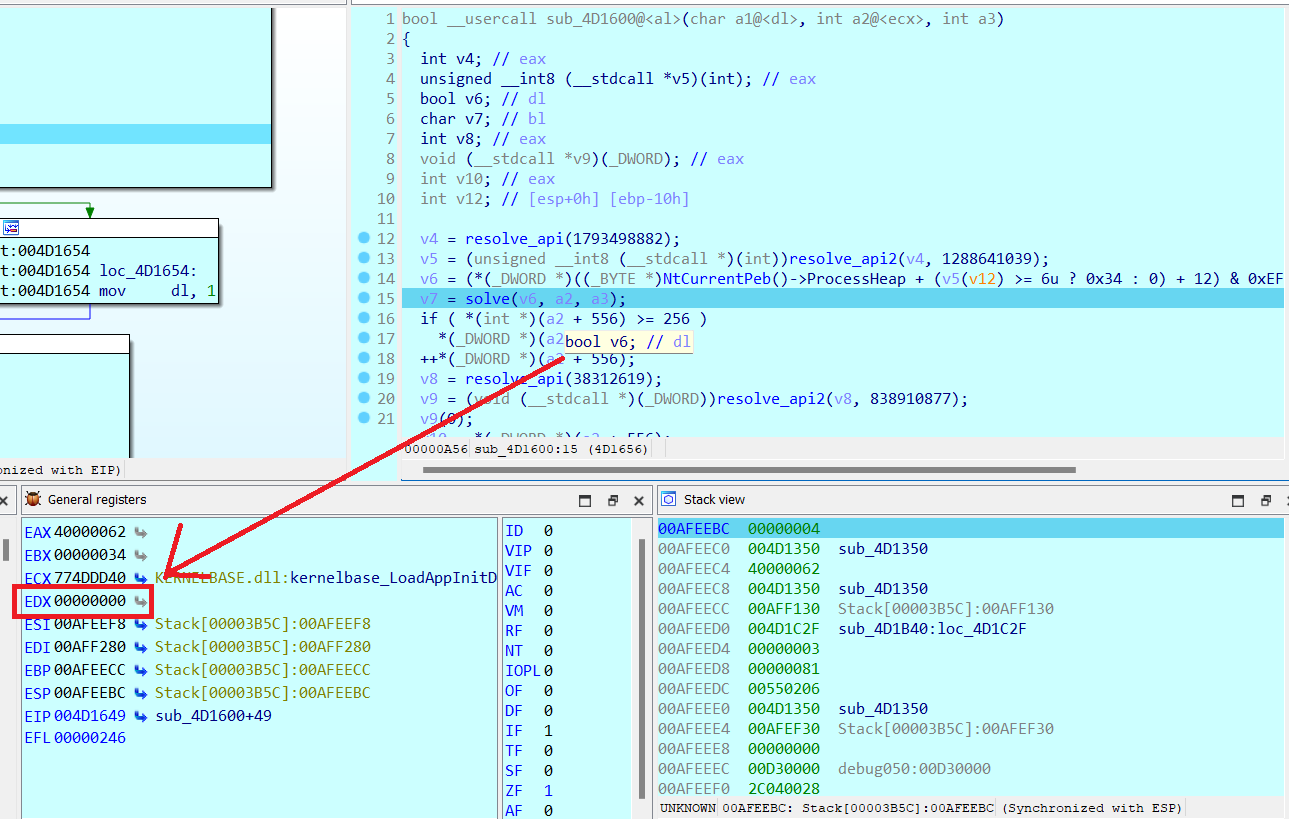 t:004D1654
t:004D1654 loc_4D1654:
t:004D1654 mov dl, 1
onized with EIP)
1 bool __usercall sub_4D1600@<al>(char a1@<dl>, int a2@<ecx>, int a3)
2 {
3 int v4; // eax
4 unsigned __int8 (__stdcall *v5)(int); // eax
5 bool v6; // dl
6 char v7; // bl
7 int v8; // eax
8 void (__stdcall *v9)(_DWORD); // eax
9 int v10; // eax
10 int v12; // [esp+0h] [ebp-10h]
11
12 v4 = resolve_api(1793498882);
13 v5 = (unsigned __int8 (__stdcall *)(int))resolve_api2(v4, 1288641039);
14 v6 = (*(_DWORD *)((_BYTE *)NtCurrentPeb()->ProcessHeap + (v5(v12) >= 6u ? 0x34 : 0) + 12) & 0xEF
15 v7 = solve(v6, a2, a3);
16 if ( *(int *)(a2 + 556) >= 256 )
17 *(_DWORD *)(a2
bool v6; // dl
18 ++*(_DWORD *)(a2 + 556);
19 v8 = resolve_api(38312619);
20 v9 = (void (__stdcall *)(_DWORD))resolve_api2(v8, 838910877);
21 v9(0);
00000A56 sub_4D1600:15 (4D1656)
General registers
EAX 40000062
EBX 00000034
ECX 774DDD40 KERNELBASE.dll:kernelbase_LoadAppInitD
EDX 00000000
ESI 00AFEEF8 Stack[00003B5C]:00AFEEF8
EDI 00AFF280 Stack[00003B5C]:00AFF280
EBP 00AFEECC Stack[00003B5C]:00AFEECC
ESP 00AFEEBC Stack[00003B5C]:00AFEEBC
EIP 004D1649 sub_4D1600+49
EFL 00000246
ID 0
VIP 0
VIF 0
AC 0
VM 0
RF 0
NT 0
IOPL 0
OF 0
DF 0
IF 1
TF 0
SF 0
ZF 1
AF 0
Stack view
00AFEEBC 00000004
00AFEEC0 004D1350 sub_4D1350
00AFEEC4 40000062
00AFEEC8 004D1350 sub_4D1350
00AFEECC 00AFF130 Stack[00003B5C]:00AFF130
00AFEED0 004D1C2F sub_4D1B40:loc_4D1C2F
00AFEED4 00000003
00AFEED8 00000081
00AFEEDC 00550206
00AFEEE0 004D1350 sub_4D1350
00AFEEE4 00AFEF30 Stack[00003B5C]:00AFEF30
00AFEEE8 00000000
00AFEEEC 00D30000 debug050:00D30000
00AFEEF0 2C040028
UNKNOWN 00AFEEBC: Stack[00003B5C]:00AFEEBC (Synchronized with ESP)